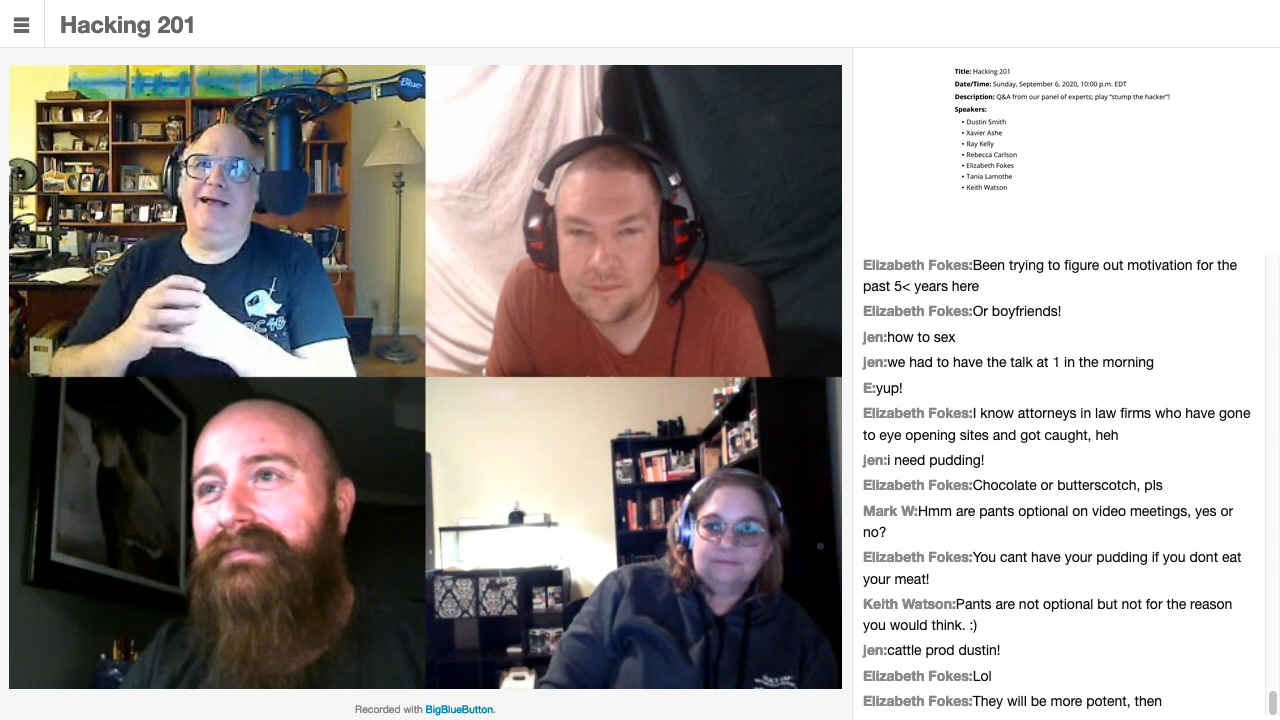 Hacking 201
Blue
DC40
Title: Hacking 201
Date/Time: Sunday, September 6, 2020, 10:00 p.m. EDT
Description: Q&A from our panel of experts; play "stump the hacker"!
Speakers:
• Dustin Smith
• Xavier Ashe
• Ray Kelly
• Rebecca Carlson
• Elizabeth Fokes
• Tania Lamothe
• Keith Watson
Elizabeth Fokes:Been trying to figure out motivation for the
past 5< years here
Elizabeth Fokes:Or boyfriends!
jen:how to sex
jen:we had to have the talk at 1 in the morning
E:yup!
Elizabeth Fokes:I know attorneys in law firms who have gone
to eye opening sites and got caught, heh
jen:i need pudding!
Elizabeth Fokes:Chocolate or butterscotch, pls
Mark W:Hmm are pants optional on video meetings, yes or
no?
Elizabeth Fokes:You cant have your pudding if you dont eat
your meat!
Keith Watson:Pants are not optional but not for the reason
you would think. :)
jen:cattle prod dustin!
Elizabeth Fokes:Lol
Elizabeth Fokes:They will be more potent, then
Recorded with BigBlueButton.